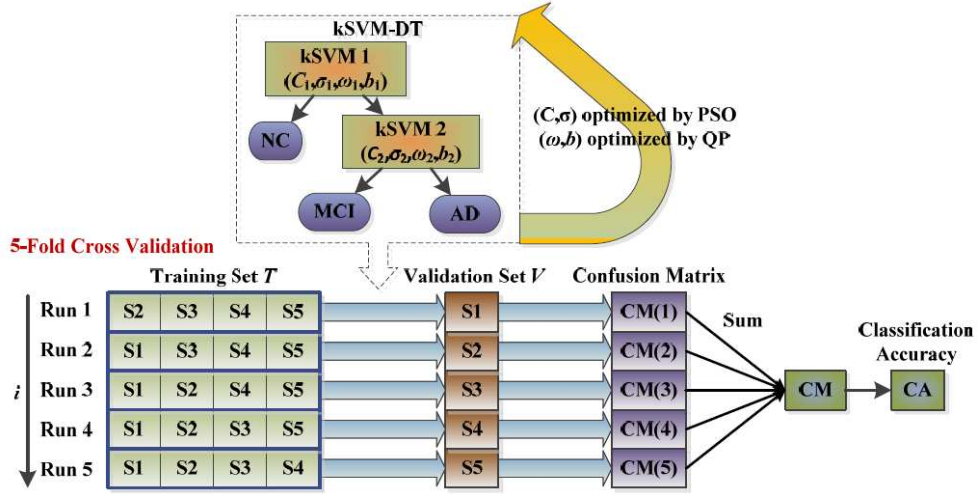 kSVM-DT
kSVM 1
(C₁,σ₁,ω₁,b₁)
NC
kSVM 2
(C₂,σ₂,ω₂,b₂)
MCI
AD
(C,σ) optimized by PSO
(ω,b) optimized by QP
5-Fold Cross Validation
Training Set T
Validation Set V
Confusion Matrix
i
Run 1 S2 S3 S4 S5 S1 CM(1)
Run 2 S1 S3 S4 S5 S2 CM(2)
Run 3 S1 S2 S4 S5 S3 CM(3)
Run 4 S1 S2 S3 S5 S4 CM(4)
Run 5 S1 S2 S3 S4 S5 CM(5)
Sum
CM
Classification
Accuracy
CA